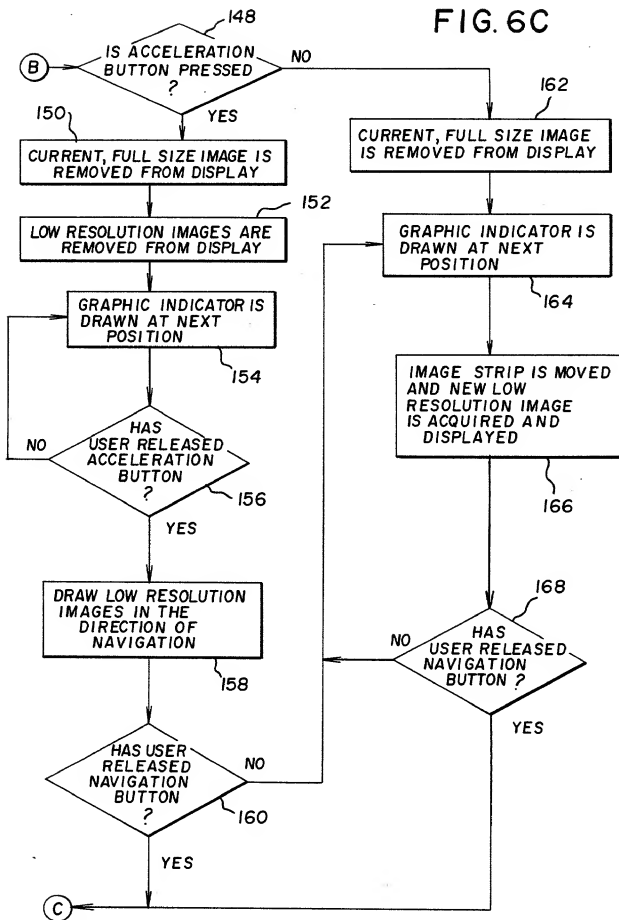 FIG. 6C
148
B
IS ACCELERATION
BUTTON PRESSED
?
NO
YES
150
CURRENT, FULL SIZE IMAGE IS
REMOVED FROM DISPLAY
152
LOW RESOLUTION IMAGES ARE
REMOVED FROM DISPLAY
GRAPHIC INDICATOR IS
DRAWN AT NEXT
POSITION
154
HAS
USER RELEASED
ACCELERATION
BUTTON
?
NO
156
YES
DRAW LOW RESOLUTION
IMAGES IN THE
DIRECTION OF
NAVIGATION
158
HAS USER
RELEASED
NAVIGATION
BUTTON
?
NO
160
YES
C
162
CURRENT, FULL SIZE IMAGE
IS REMOVED FROM DISPLAY
GRAPHIC INDICATOR IS
DRAWN AT NEXT
POSITION
164
IMAGE STRIP IS MOVED
AND NEW LOW
RESOLUTION IMAGE
IS ACQUIRED AND
DISPLAYED
166
168
NO
HAS
USER RELEASED
NAVIGATION
BUTTON ?
YES